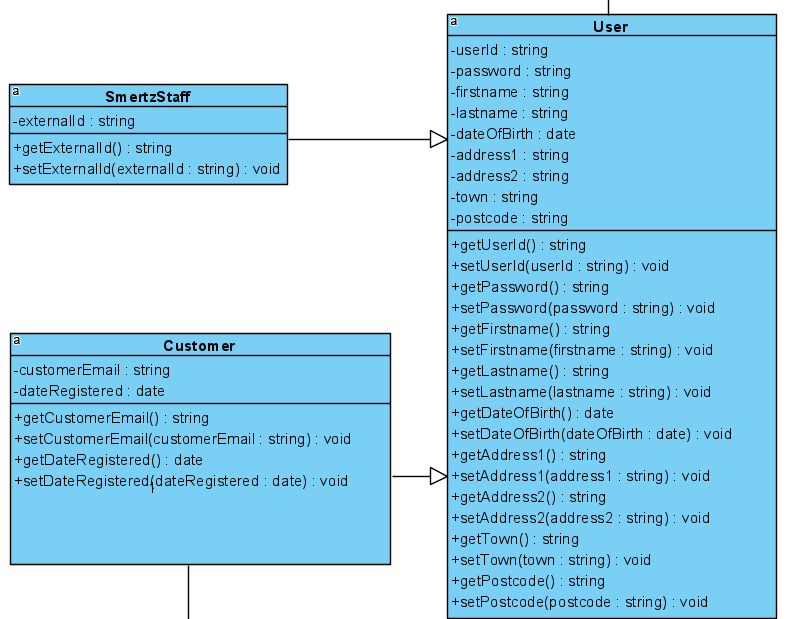 a
SmertzStaff
-externalId : string
+getExternalId() : string
+setExternalId(externalId : string) : void
a
Customer
-customerEmail : string
-dateRegistered : date
+getCustomerEmail() : string
+setCustomerEmail(customerEmail : string) : void
+getDateRegistered() : date
+setDateRegistered(dateRegistered : date) : void
a
User
-userId : string
-password : string
-firstname : string
-lastname : string
-dateOfBirth : date
-address1 : string
-address2 : string
-town : string
-postcode : string
+getUserId() : string
+setUserId(userId : string) : void
+getPassword() : string
+setPassword(password : string) : void
+getFirstname() : string
+setFirstname(firstname : string) : void
+getLastname() : string
+setLastname(lastname : string) : void
+getDateOfBirth() : date
+setDateOfBirth(dateOfBirth : date) : void
+getAddress1() : string
+setAddress1(address1 : string) : void
+getAddress2() : string
+setAddress2(address2 : string) : void
+getTown() : string
+setTown(town : string) : void
+getPostcode() : string
+setPostcode(postcode : string) : void